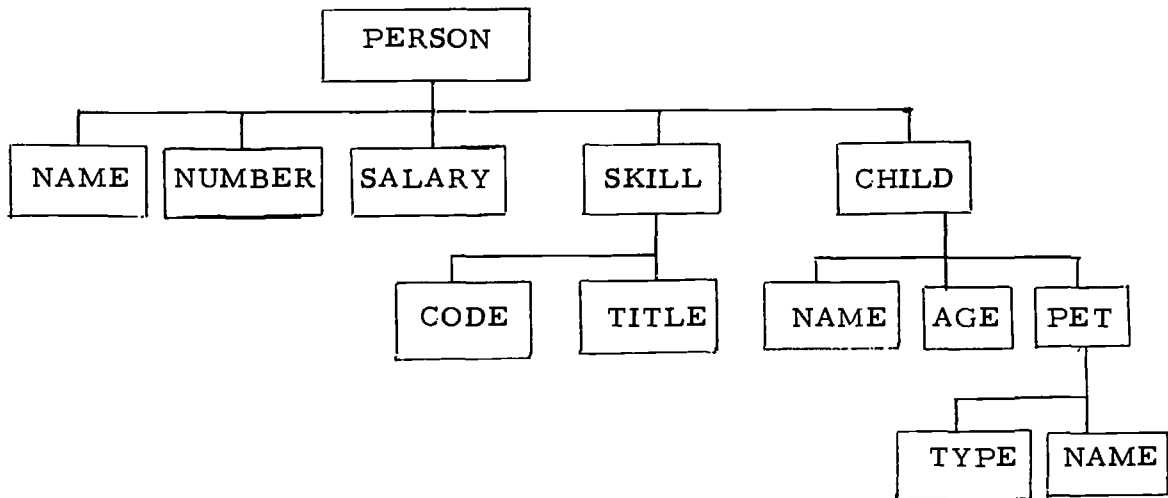 PERSON
NAME NUMBER SALARY SKILL CHILD
CODE TITLE NAME AGE PET
TYPE NAME